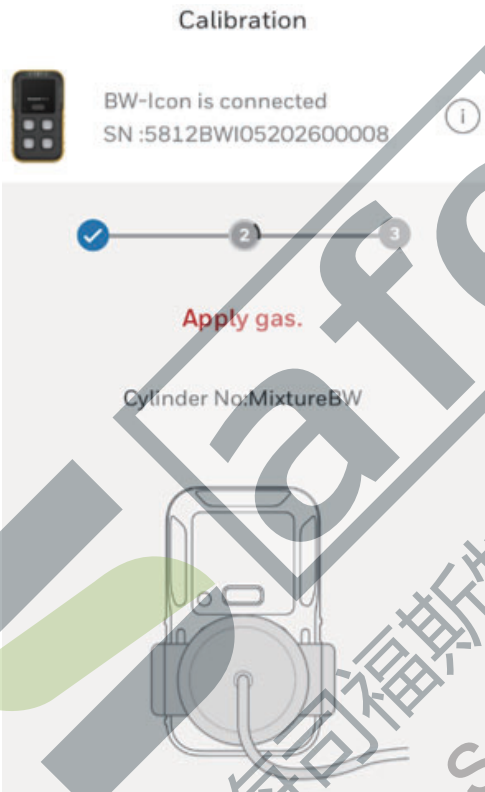 Calibration
BW-Icon is connected
SN :5812BWI05202600008
i
2
3
Apply gas.
Cylinder No:MixtureBW